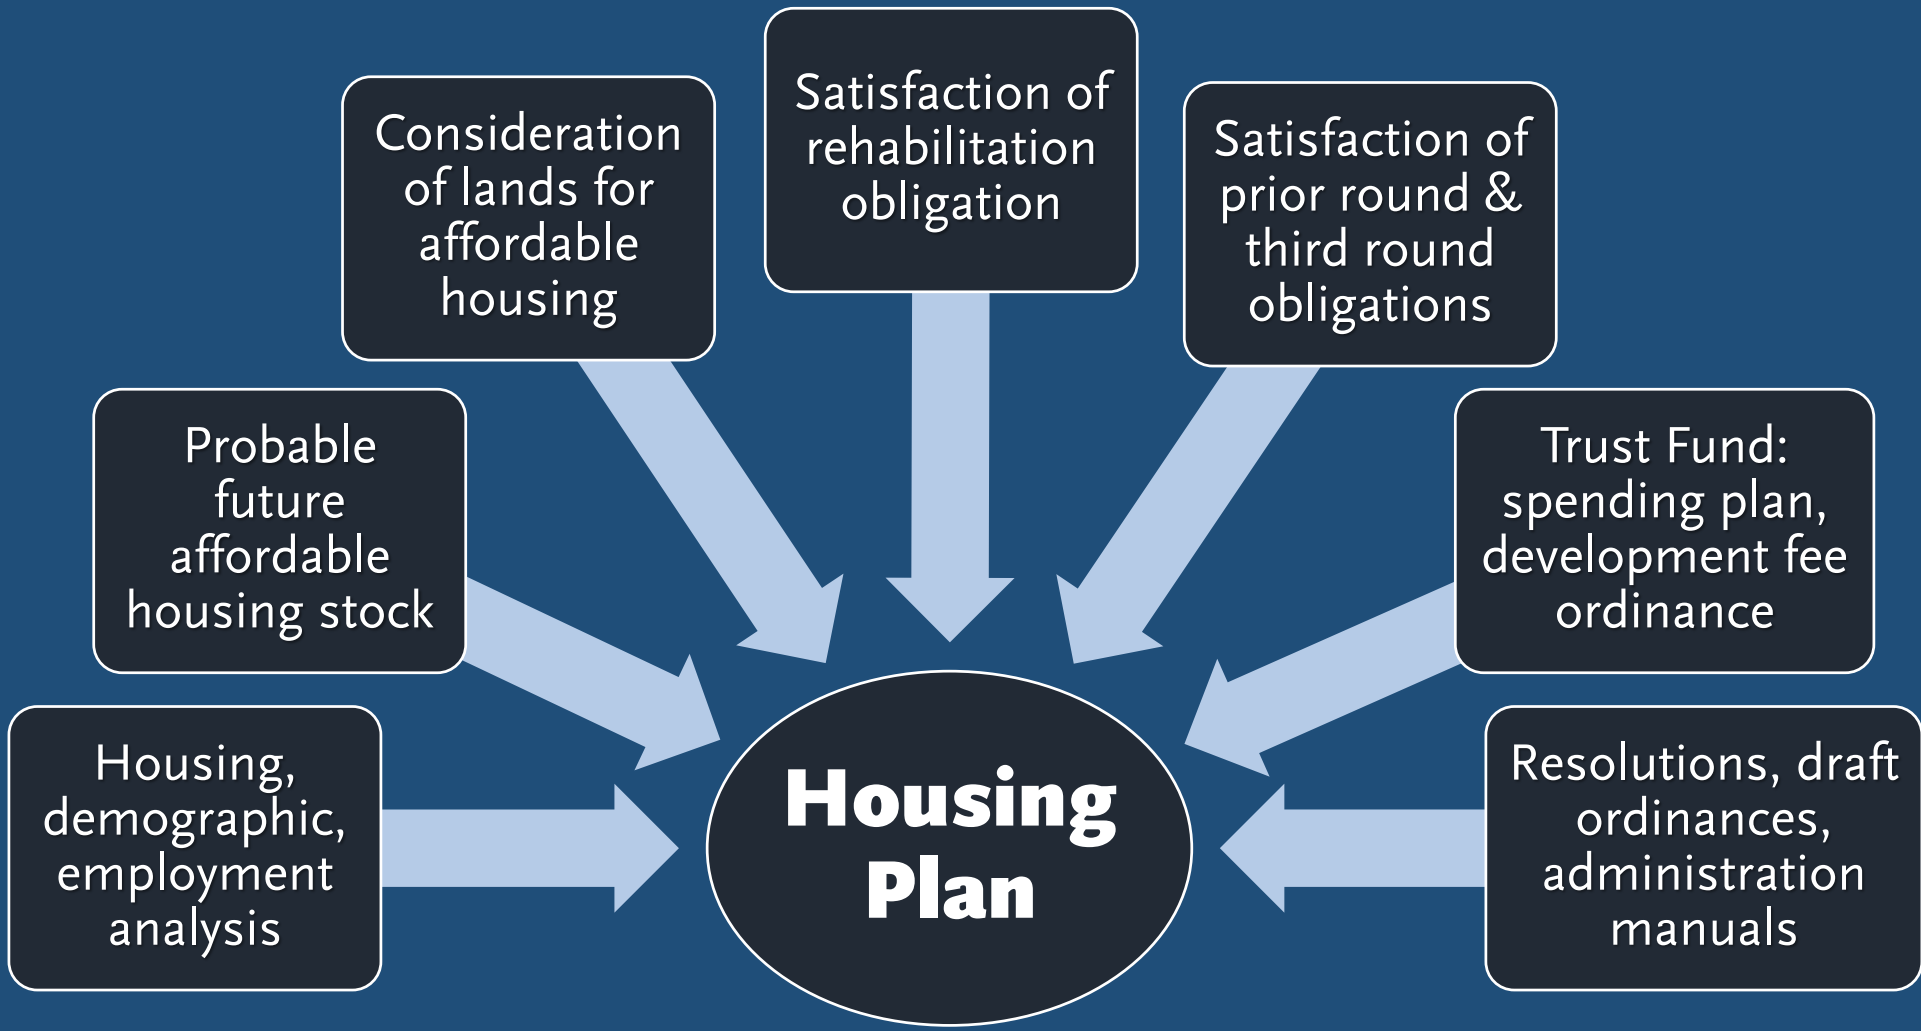 Satisfaction of
rehabilitation
obligation
Consideration
of lands for
affordable
housing
Satisfaction of
prior round &
third round
obligations
Probable
future
affordable
housing stock
Trust Fund:
spending plan,
development fee
ordinance
Housing,
demographic,
employment
analysis
Housing
Plan
Resolutions, draft
ordinances,
administration
manuals